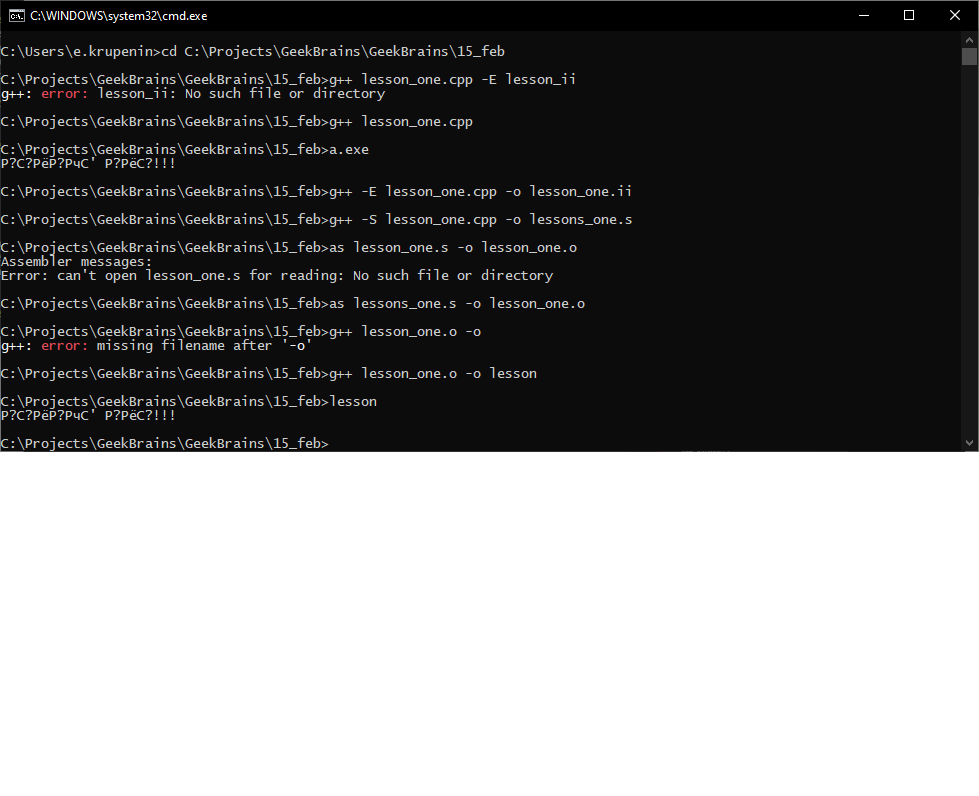 C:\WINDOWS\system32\cmd.exe
C:\Users\e.krupenin>cd C:\Projects\GeekBrains\GeekBrains\15_feb
C:\Projects\GeekBrains\GeekBrains\15_feb>g++ lesson_one.cpp -E lesson_ii
g++: error: lesson_ii: No such file or directory
C:\Projects\GeekBrains\GeekBrains\15_feb>g++ lesson_one.cpp
C:\Projects\GeekBrains\GeekBrains\15_feb>a.exe
Р?С?РёР?РчС' Р?РёС?!!!
C:\Projects\GeekBrains\GeekBrains\15_feb>g++ -E lesson_one.cpp -o lesson_one.ii
C:\Projects\GeekBrains\GeekBrains\15_feb>g++ -S lesson_one.cpp -o lessons_one.s
C:\Projects\GeekBrains\GeekBrains\15_feb>as lesson_one.s -o lesson_one.o
Assembler messages:
Error: can't open lesson_one.s for reading: No such file or directory
C:\Projects\GeekBrains\GeekBrains\15_feb>as lessons_one.s -o lesson_one.o
C:\Projects\GeekBrains\GeekBrains\15_feb>g++ lesson_one.o -o
g++: error: missing filename after '-o'
C:\Projects\GeekBrains\GeekBrains\15_feb>g++ lesson_one.o -o lesson
C:\Projects\GeekBrains\GeekBrains\15_feb>lesson
Р?С?РёР?РчС' Р?РёС?!!!
C:\Projects\GeekBrains\GeekBrains\15_feb>